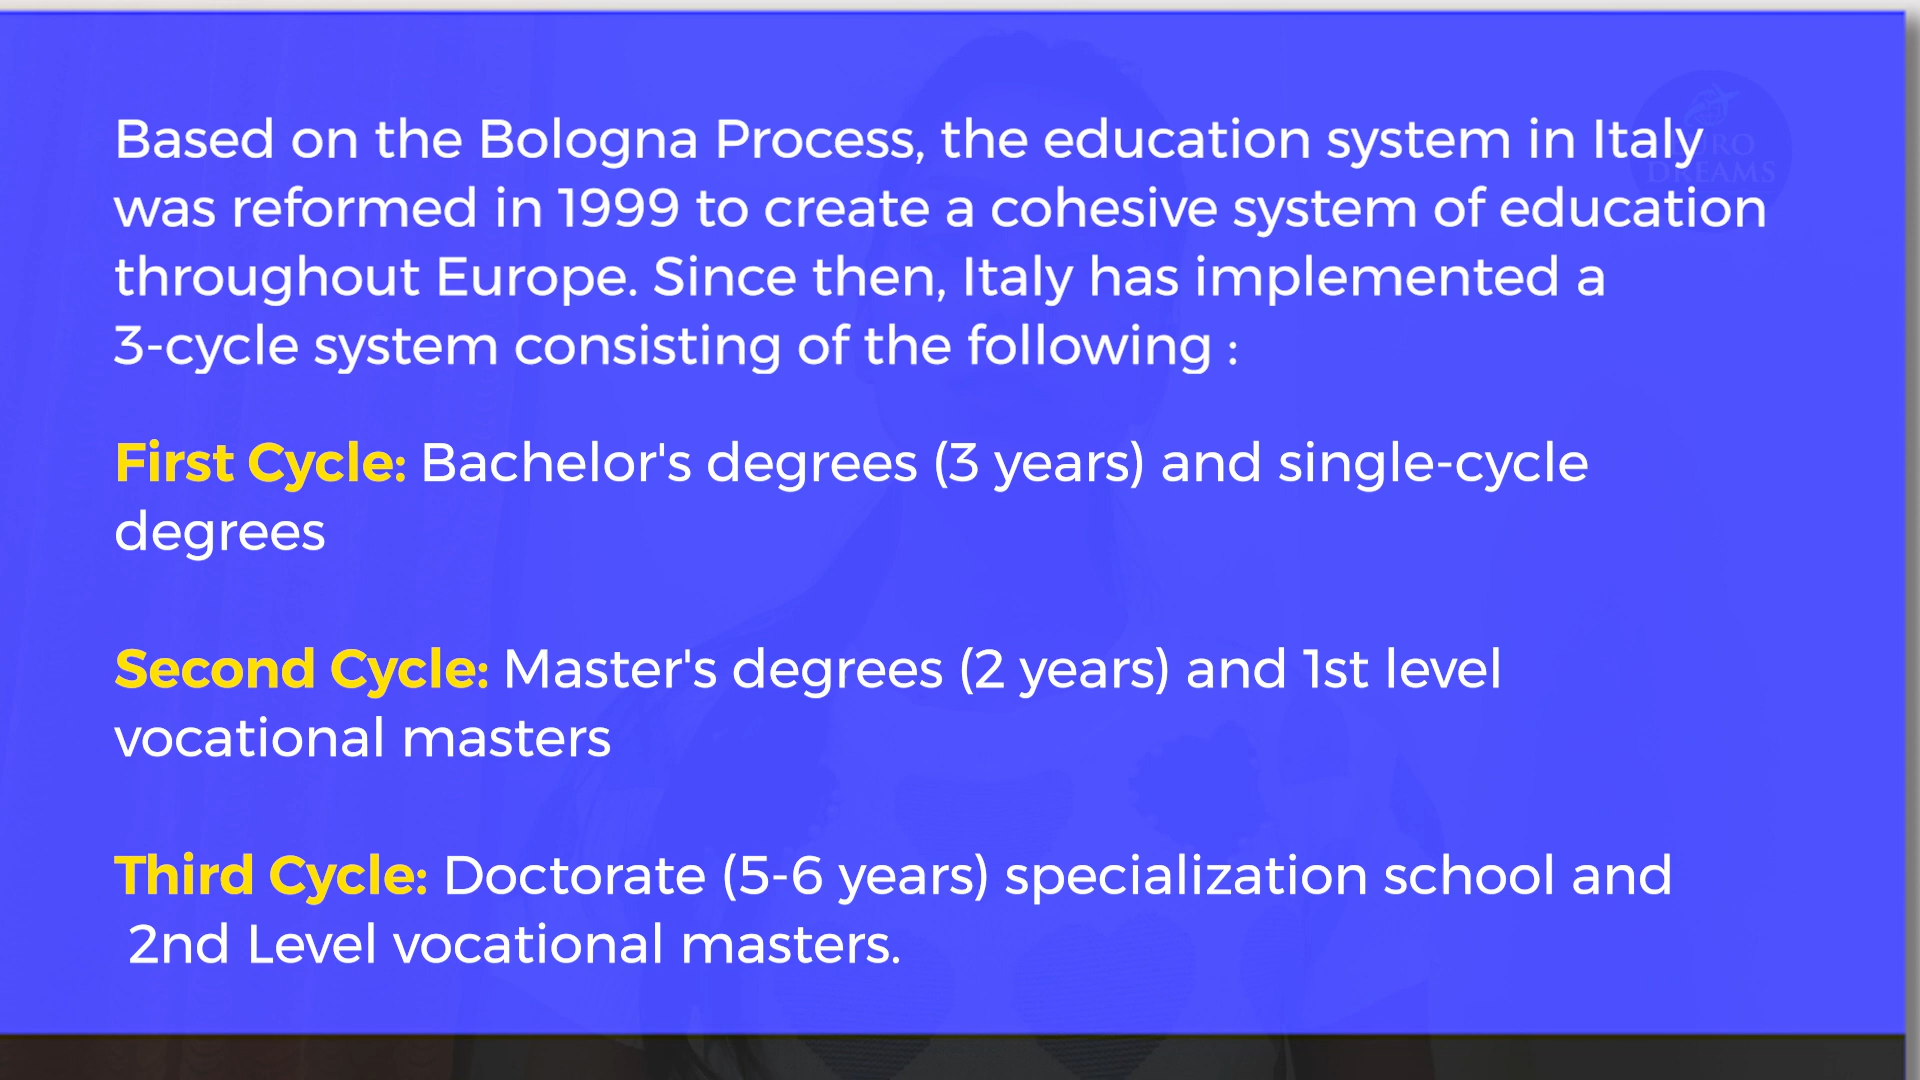 Based on the Bologna Process, the education system in Italy
was reformed in 1999 to create a cohesive system of education
throughout Europe. Since then, Italy has implemented a
3-cycle system consisting of the following :
First Cycle: Bachelor's degrees (3 years) and single-cycle
degrees
Second Cycle: Master's degrees (2 years) and 1st level
vocational masters
Third Cycle: Doctorate (5-6 years) specialization school and
2nd Level vocational masters.
EURO
DREAMS